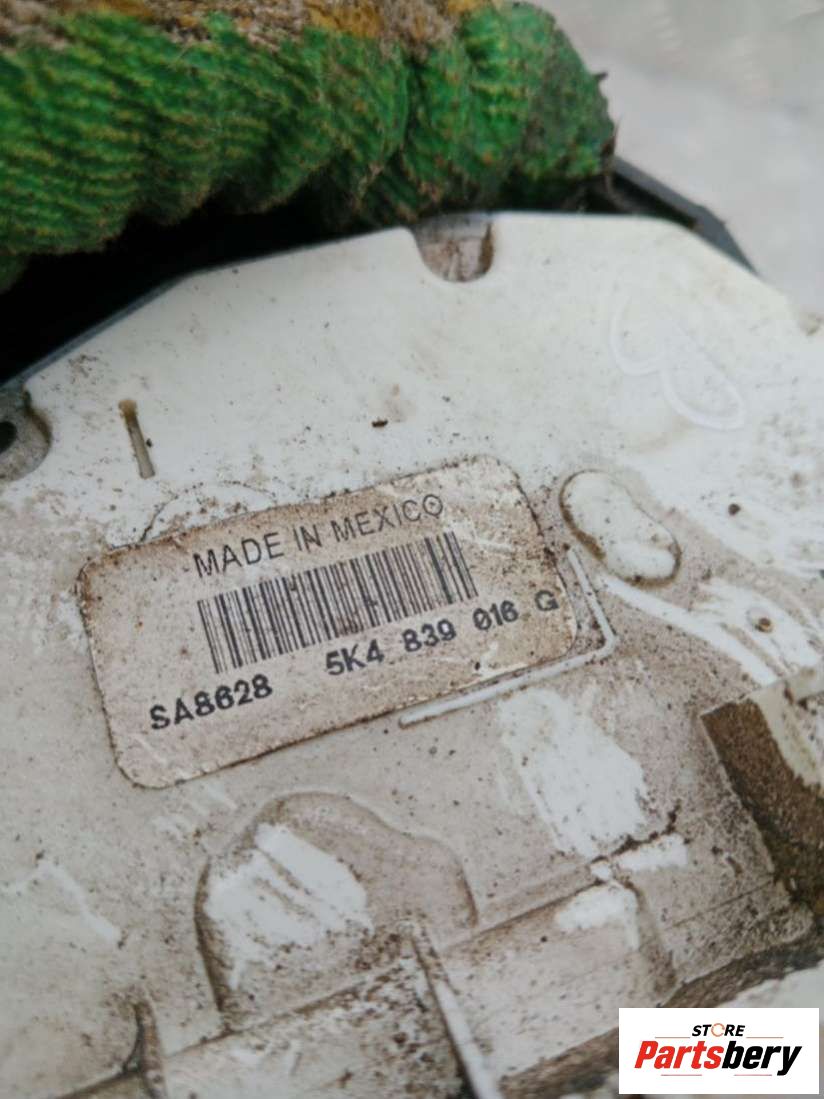 MADE IN MEXICO
SA8628 5K4 839 016 G
STORE
Partsbery